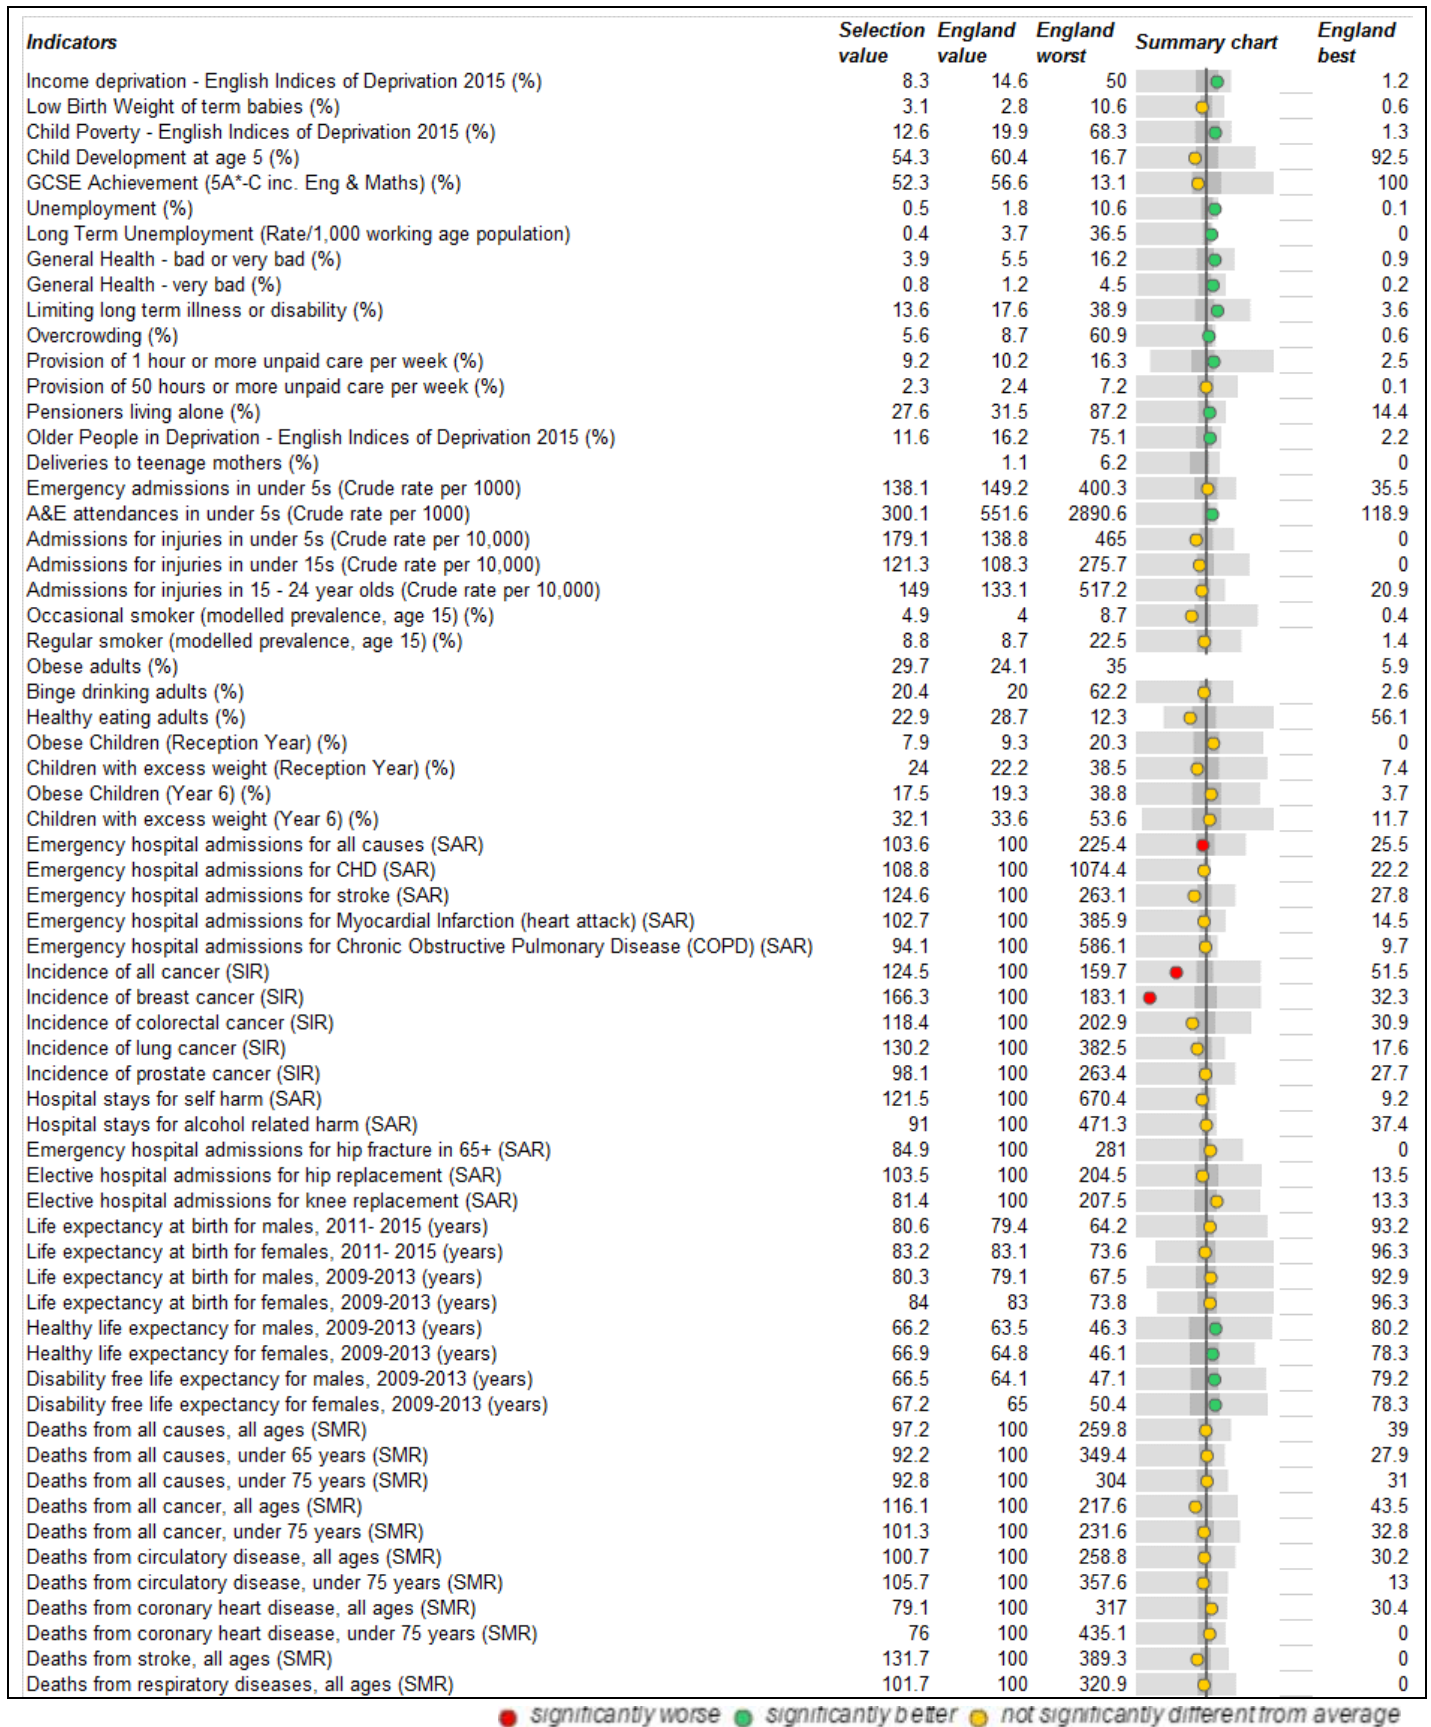 Indicators Selection value England value England worst Summary chart England best
Income deprivation - English Indices of Deprivation 2015 (%) 8.3 14.6 50 1.2
Low Birth Weight of term babies (%) 3.1 2.8 10.6 0.6
Child Poverty - English Indices of Deprivation 2015 (%) 12.6 19.9 68.3 1.3
Child Development at age 5 (%) 54.3 60.4 16.7 92.5
GCSE Achievement (5A*-C inc. Eng & Maths) (%) 52.3 56.6 13.1 100
Unemployment (%) 0.5 1.8 10.6 0.1
Long Term Unemployment (Rate/1,000 working age population) 0.4 3.7 36.5 0
General Health - bad or very bad (%) 3.9 5.5 16.2 0.9
General Health - very bad (%) 0.8 1.2 4.5 0.2
Limiting long term illness or disability (%) 13.6 17.6 38.9 3.6
Overcrowding (%) 5.6 8.7 60.9 0.6
Provision of 1 hour or more unpaid care per week (%) 9.2 10.2 16.3 2.5
Provision of 50 hours or more unpaid care per week (%) 2.3 2.4 7.2 0.1
Pensioners living alone (%) 27.6 31.5 87.2 14.4
Older People in Deprivation - English Indices of Deprivation 2015 (%) 11.6 16.2 75.1 2.2
Deliveries to teenage mothers (%) 1.1 6.2 0
Emergency admissions in under 5s (Crude rate per 1000) 138.1 149.2 400.3 35.5
A&E attendances in under 5s (Crude rate per 1000) 300.1 551.6 2890.6 118.9
Admissions for injuries in under 5s (Crude rate per 10,000) 179.1 138.8 465 0
Admissions for injuries in under 15s (Crude rate per 10,000) 121.3 108.3 275.7 0
Admissions for injuries in 15 - 24 year olds (Crude rate per 10,000) 149 133.1 517.2 20.9
Occasional smoker (modelled prevalence, age 15) (%) 4.9 4 8.7 0.4
Regular smoker (modelled prevalence, age 15) (%) 8.8 8.7 22.5 1.4
Obese adults (%) 29.7 24.1 35 5.9
Binge drinking adults (%) 20.4 20 62.2 2.6
Healthy eating adults (%) 22.9 28.7 12.3 56.1
Obese Children (Reception Year) (%) 7.9 9.3 20.3 0
Children with excess weight (Reception Year) (%) 24 22.2 38.5 7.4
Obese Children (Year 6) (%) 17.5 19.3 38.8 3.7
Children with excess weight (Year 6) (%) 32.1 33.6 53.6 11.7
Emergency hospital admissions for all causes (SAR) 103.6 100 225.4 25.5
Emergency hospital admissions for CHD (SAR) 108.8 100 1074.4 22.2
Emergency hospital admissions for stroke (SAR) 124.6 100 263.1 27.8
Emergency hospital admissions for Myocardial Infarction (heart attack) (SAR) 102.7 100 385.9 14.5
Emergency hospital admissions for Chronic Obstructive Pulmonary Disease (COPD) (SAR) 94.1 100 586.1 9.7
Incidence of all cancer (SIR) 124.5 100 159.7 51.5
Incidence of breast cancer (SIR) 166.3 100 183.1 32.3
Incidence of colorectal cancer (SIR) 118.4 100 202.9 30.9
Incidence of lung cancer (SIR) 130.2 100 382.5 17.6
Incidence of prostate cancer (SIR) 98.1 100 263.4 27.7
Hospital stays for self harm (SAR) 121.5 100 670.4 9.2
Hospital stays for alcohol related harm (SAR) 91 100 471.3 37.4
Emergency hospital admissions for hip fracture in 65+ (SAR) 84.9 100 281 0
Elective hospital admissions for hip replacement (SAR) 103.5 100 204.5 13.5
Elective hospital admissions for knee replacement (SAR) 81.4 100 207.5 13.3
Life expectancy at birth for males, 2011- 2015 (years) 80.6 79.4 64.2 93.2
Life expectancy at birth for females, 2011- 2015 (years) 83.2 83.1 73.6 96.3
Life expectancy at birth for males, 2009-2013 (years) 80.3 79.1 67.5 92.9
Life expectancy at birth for females, 2009-2013 (years) 84 83 73.8 96.3
Healthy life expectancy for males, 2009-2013 (years) 66.2 63.5 46.3 80.2
Healthy life expectancy for females, 2009-2013 (years) 66.9 64.8 46.1 78.3
Disability free life expectancy for males, 2009-2013 (years) 66.5 64.1 47.1 79.2
Disability free life expectancy for females, 2009-2013 (years) 67.2 65 50.4 78.3
Deaths from all causes, all ages (SMR) 97.2 100 259.8 39
Deaths from all causes, under 65 years (SMR) 92.2 100 349.4 27.9
Deaths from all causes, under 75 years (SMR) 92.8 100 304 31
Deaths from all cancer, all ages (SMR) 116.1 100 217.6 43.5
Deaths from all cancer, under 75 years (SMR) 101.3 100 231.6 32.8
Deaths from circulatory disease, all ages (SMR) 100.7 100 258.8 30.2
Deaths from circulatory disease, under 75 years (SMR) 105.7 100 357.6 13
Deaths from coronary heart disease, all ages (SMR) 79.1 100 317 30.4
Deaths from coronary heart disease, under 75 years (SMR) 76 100 435.1 0
Deaths from stroke, all ages (SMR) 131.7 100 389.3 0
Deaths from respiratory diseases, all ages (SMR) 101.7 100 320.9 0
significantly worse significantly better not significantly different from average